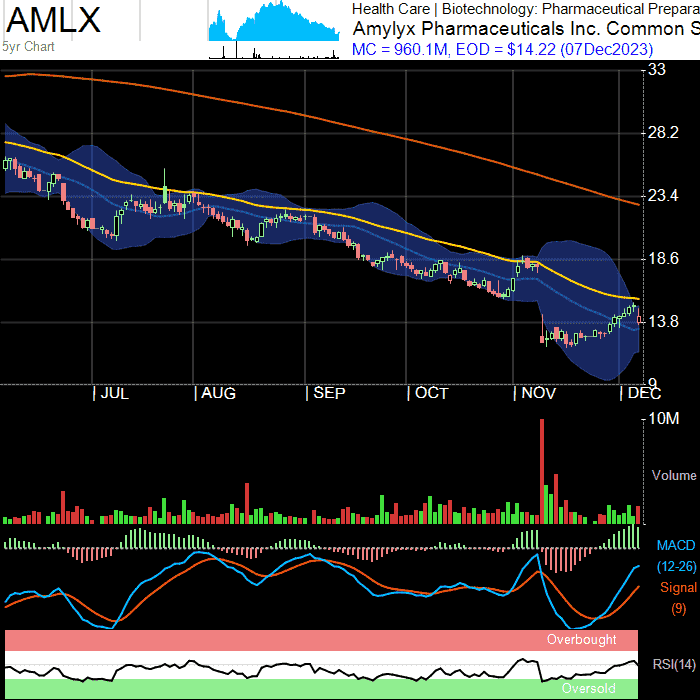 AMLX
5yr Chart
Health Care | Biotechnology: Pharmaceutical Prepara
Amylyx Pharmaceuticals Inc. Common S
MC = 960.1M, EOD = $14.22 (07Dec2023)
33
28.2
23.4
18.6
13.8
9
JUL AUG SEP OCT NOV DEC
10M
Volume
MACD
(12-26)
Signal
(9)
Overbought
RSI(14)
Oversold